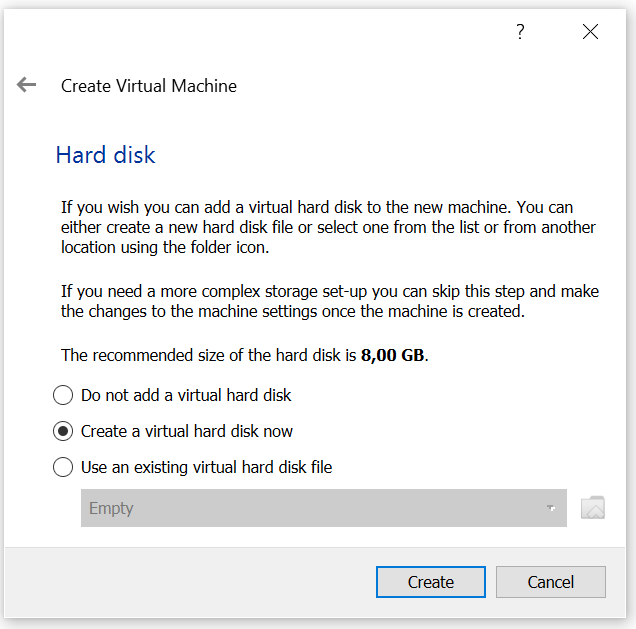 ?
Create Virtual Machine
Hard disk
If you wish you can add a virtual hard disk to the new machine. You can
either create a new hard disk file or select one from the list or from another
location using the folder icon.
If you need a more complex storage set-up you can skip this step and make
the changes to the machine settings once the machine is created.
The recommended size of the hard disk is 8,00 GB.
Do not add a virtual hard disk
Create a virtual hard disk now
Use an existing virtual hard disk file
Empty
Create Cancel